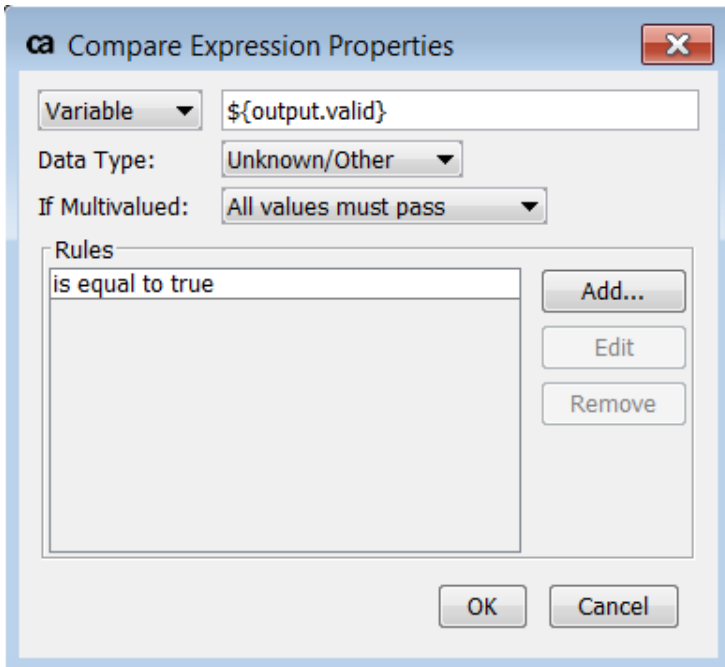 ca Compare Expression Properties
Variable ${output.valid}
Data Type: Unknown/Other
If Multivalued: All values must pass
Rules
is equal to true
Add...
Edit
Remove
OK Cancel